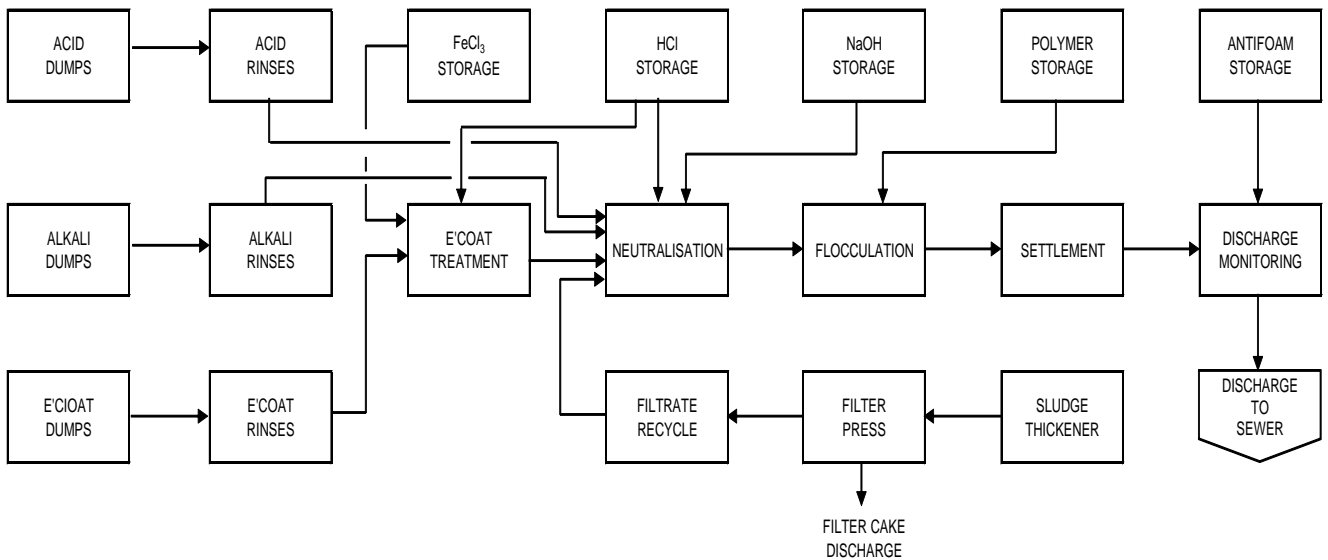 ACID
DUMPS
ACID
RINSES
FeCl₃
STORAGE
HCl
STORAGE
NaOH
STORAGE
POLYMER
STORAGE
ANTIFOAM
STORAGE
ALKALI
DUMPS
ALKALI
RINSES
E'COAT
TREATMENT
NEUTRALISATION
FLOCCULATION
SETTLEMENT
DISCHARGE
MONITORING
E'CIOAT
DUMPS
E'COAT
RINSES
FILTRATE
RECYCLE
FILTER
PRESS
SLUDGE
THICKENER
DISCHARGE
TO
SEWER
FILTER CAKE
DISCHARGE